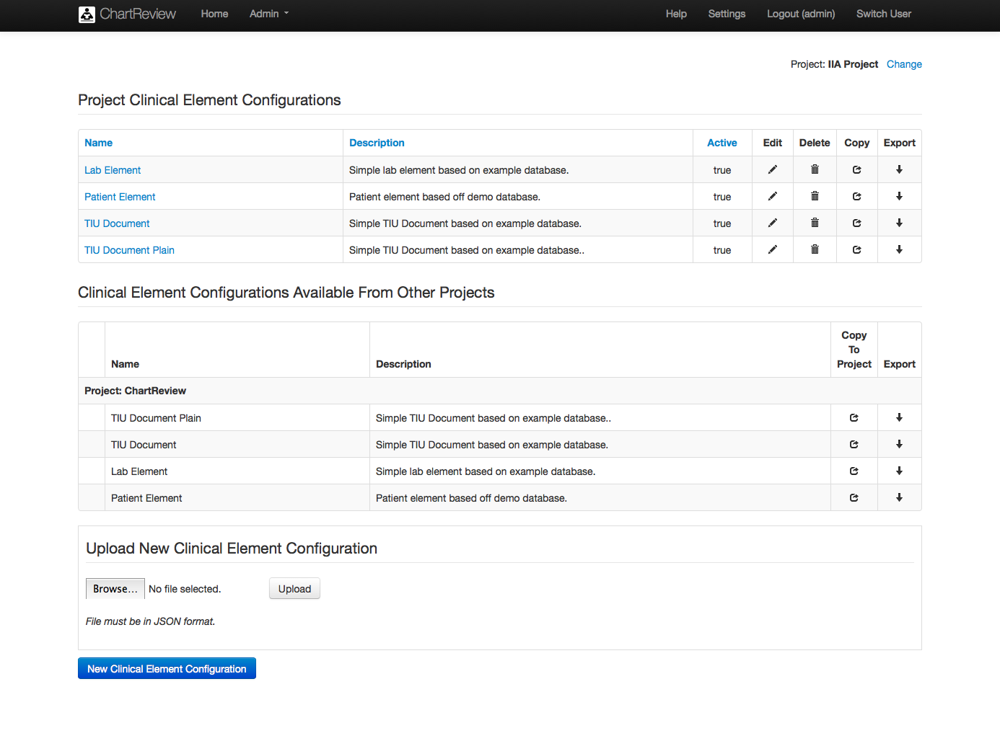 ChartReview Home Admin Help Settings Logout (admin) Switch User
Project: IIA Project Change
Project Clinical Element Configurations
Name Description Active Edit Delete Copy Export
Lab Element Simple lab element based on example database. true
Patient Element Patient element based off demo database. true
TIU Document Simple TIU Document based on example database. true
TIU Document Plain Simple TIU Document based on example database.. true
Clinical Element Configurations Available From Other Projects
Name Description Copy To Project Export
Project: ChartReview
TIU Document Plain Simple TIU Document based on example database..
TIU Document Simple TIU Document based on example database.
Lab Element Simple lab element based on example database.
Patient Element Patient element based off demo database.
Upload New Clinical Element Configuration
Browse... No file selected. Upload
File must be in JSON format.
New Clinical Element Configuration